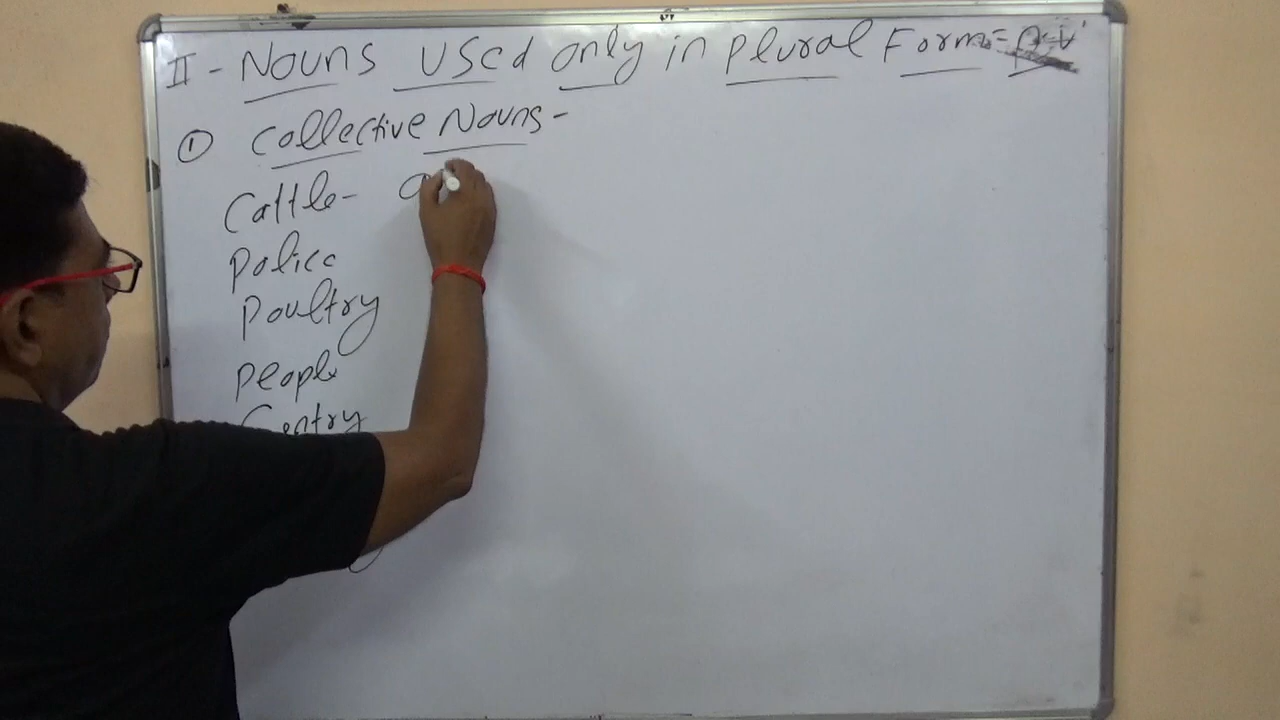 II - Nouns used only in plural Form =
① Collective Nouns -
Cattle -
Police
Poultry
People
Gentry